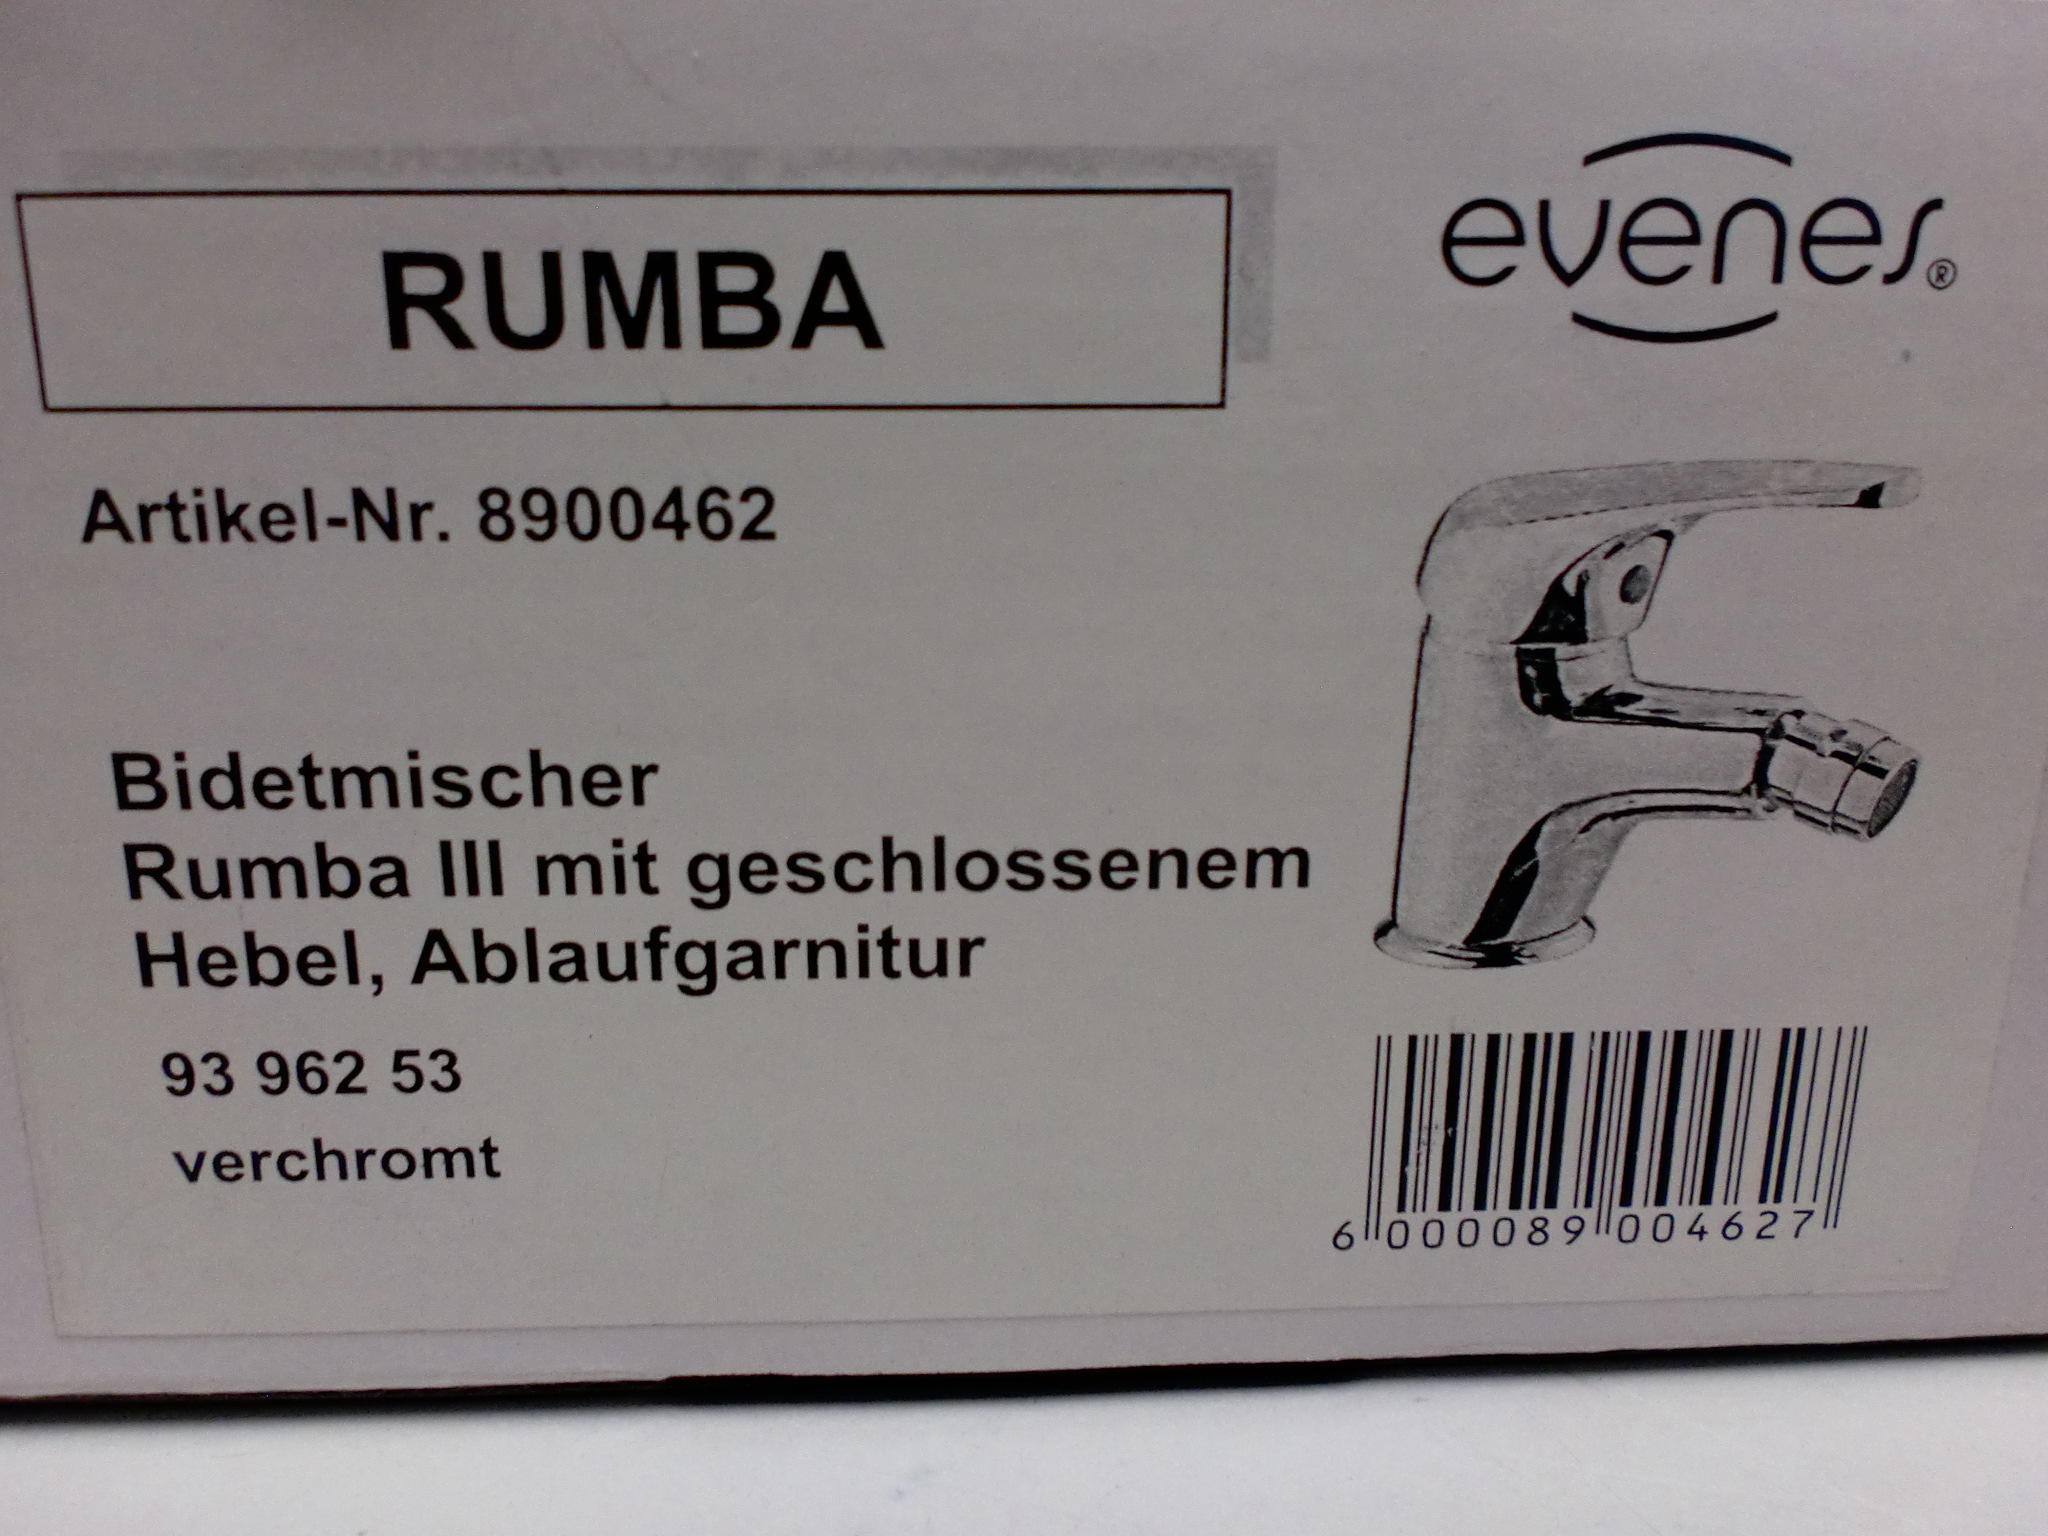 RUMBA
evenes®
Artikel-Nr. 8900462
Bidetmischer
Rumba III mit geschlossenem
Hebel, Ablaufgarnitur
93 962 53
verchromt
6 000089 004627